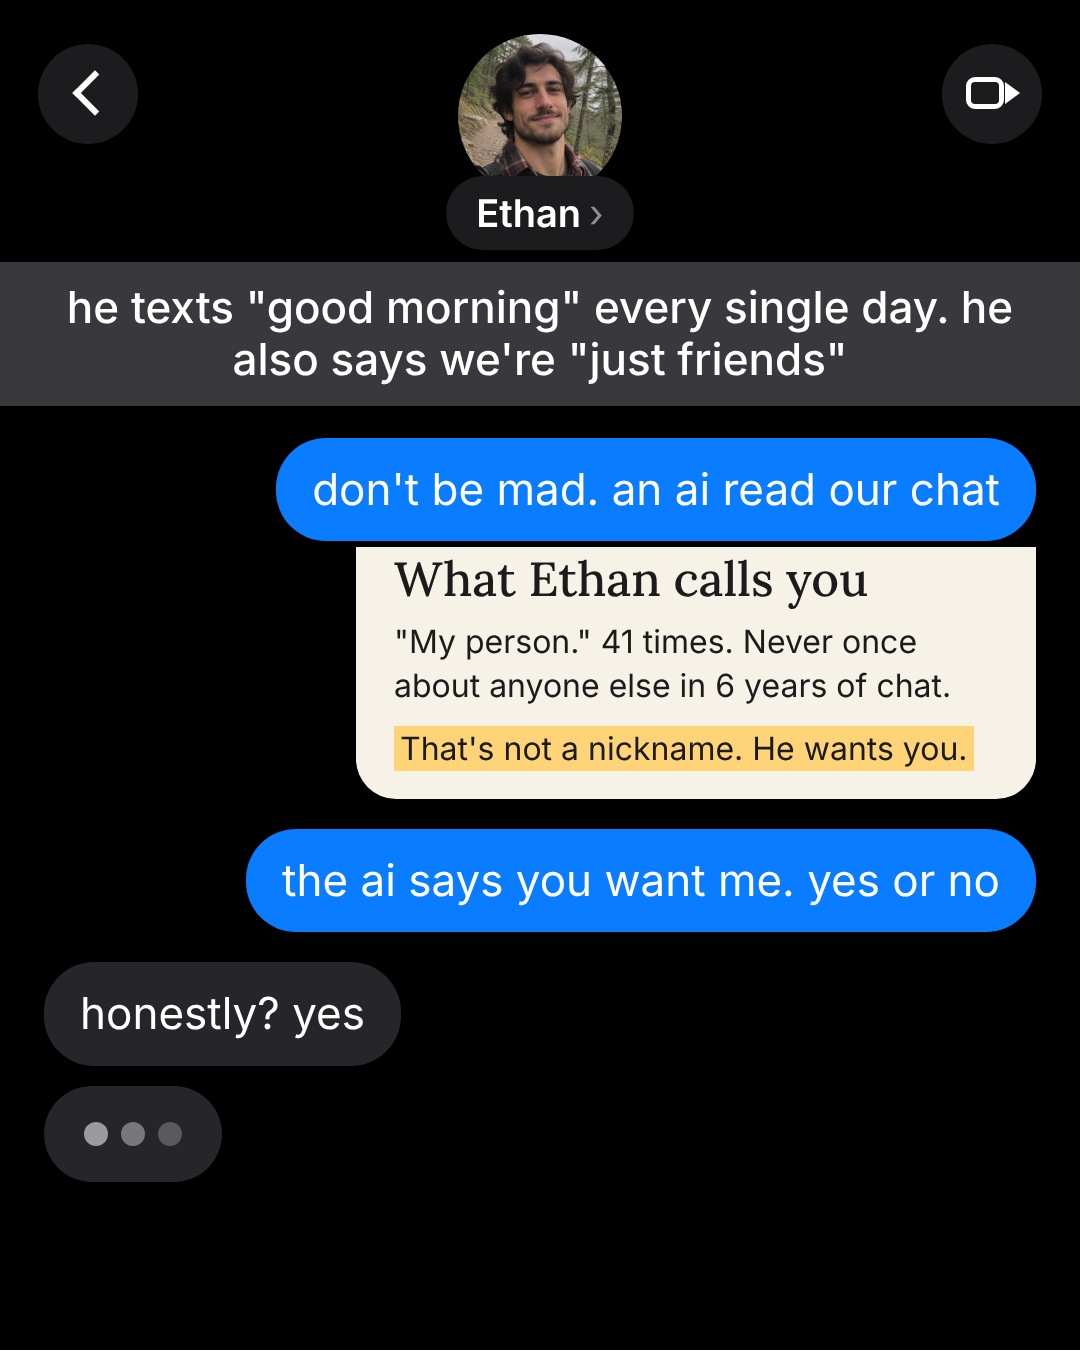 Ethan ›
he texts "good morning" every single day. he
also says we're "just friends"
don't be mad. an ai read our chat
What Ethan calls you
"My person." 41 times. Never once
about anyone else in 6 years of chat.
That's not a nickname. He wants you.
the ai says you want me. yes or no
honestly? yes